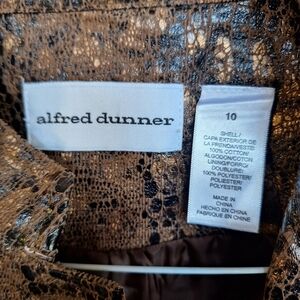 alfred dunner
10
SHELL/
CAPA EXTERIOR DE
LA FRENDA/VESTE
100% COTTON/
ALGODON/COTON
LINING/FORRO/
DOUBLURE:
100% POLYESTER/
POLIESTER/
POLYESTER
MADE IN
CHINA
HECHO EN CHINA
FABRIQUE EN CHINE